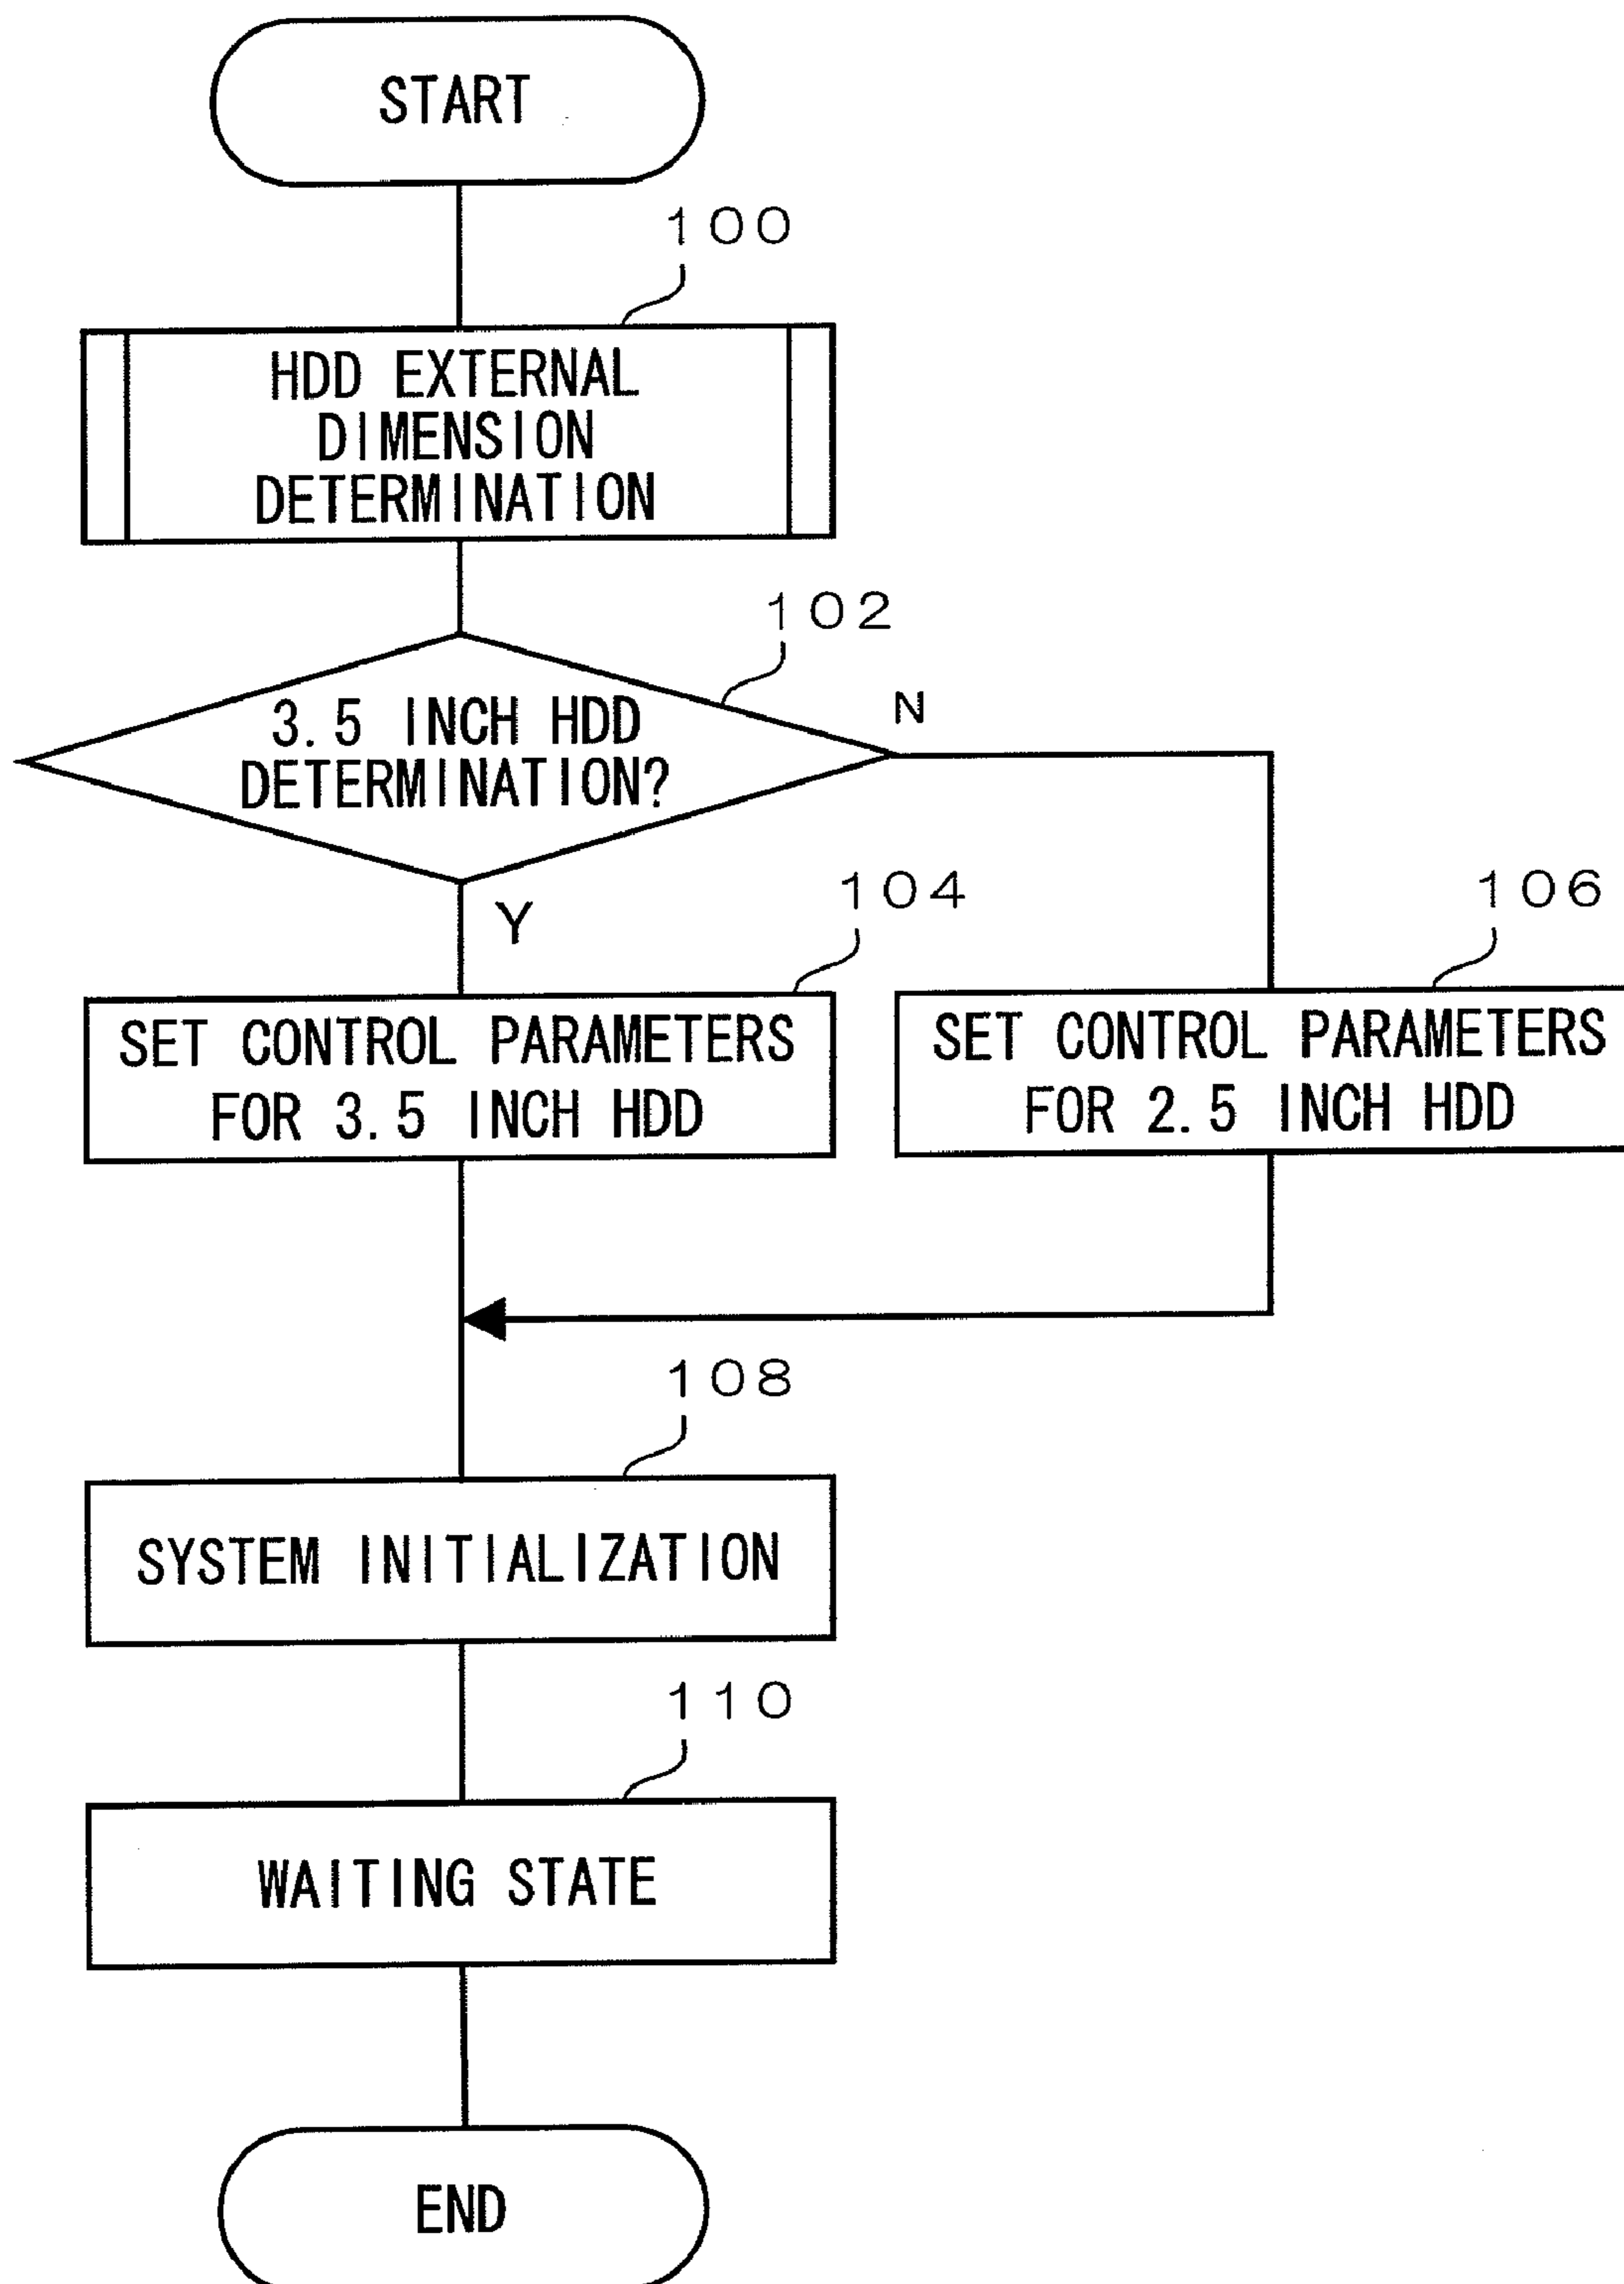 START
100
HDD EXTERNAL
DIMENSION
DETERMINATION
102
3.5 INCH HDD
DETERMINATION?
N
Y
104
SET CONTROL PARAMETERS
FOR 3.5 INCH HDD
106
SET CONTROL PARAMETERS
FOR 2.5 INCH HDD
108
SYSTEM INITIALIZATION
110
WAITING STATE
END